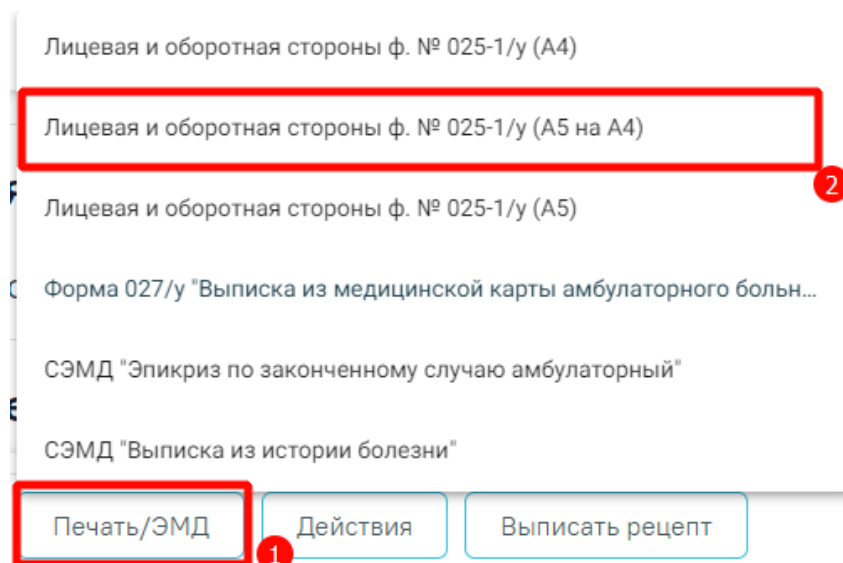 Лицевая и оборотная стороны ф. № 025-1/у (А4)
Лицевая и оборотная стороны ф. № 025-1/у (А5 на А4)
2
Лицевая и оборотная стороны ф. № 025-1/у (А5)
Форма 027/у "Выписка из медицинской карты амбулаторного больн...
СЭМД "Эпикриз по законченному случаю амбулаторный"
СЭМД "Выписка из истории болезни"
Печать/ЭМД Действия Выписать рецепт
1